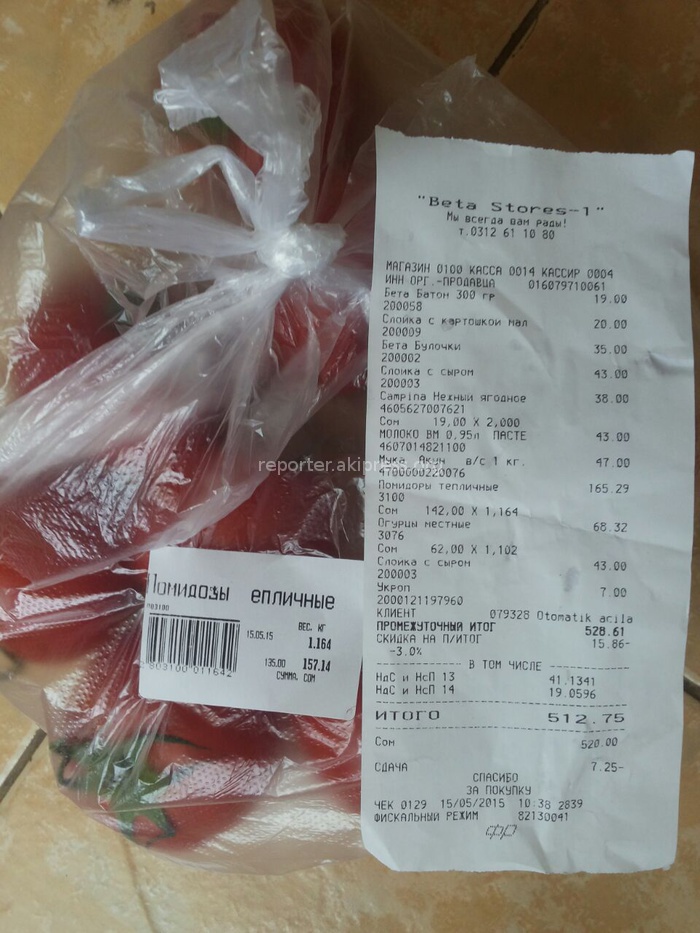 "Beta Stores-1"
Мы всегда вам рады!
т.0312 61 10 80
МАГАЗИН 0100 КАССА 0014 КАССИР 0004
ИНН ОРГ.-ПРОДАВЦА 016079710061
Бета Батон 300 гр 19.00
200058
Слойка с картошкой мал 20.00
200009
Бета Булочки 35.00
200002
Слойка с сыром 43.00
200003
Campina Нежный ягодное 38.00
4605627007621
Сом 19,00 X 2,000
МОЛОКО ВМ 0,95л ПАСТЕ 43.00
4607014821100
Мука Акун в/с 1 кг. 47.00
4700000220076
Помидоры тепличные 165.29
3100
Сом 142,00 X 1,164
Огурцы местные 68.32
3076
Сом 62,00 X 1,102
Слойка с сыром 43.00
200003
Укроп 7.00
2000121197960
КЛИЕНТ 079328 Otomatik acila
ПРОМЕЖУТОЧНЫЙ ИТОГ 528.61
СКИДКА НА П/ИТОГ 15.86-
-3.0%
В ТОМ ЧИСЛЕ
НдС и НсП 13 41.1341
НдС и НсП 14 19.0596
ИТОГО 512.75
Сом 520.00
СДАЧА 7.25-
СПАСИБО
ЗА ПОКУПКУ
ЧЕК 0129 15/05/2015 10:38 2839
ФИСКАЛЬНЫЙ РЕЖИМ 82130041
Помидозы епличные
ВЕС. КГ
15.05.15 1.164
135.00 157.14
СУММА, СОМ